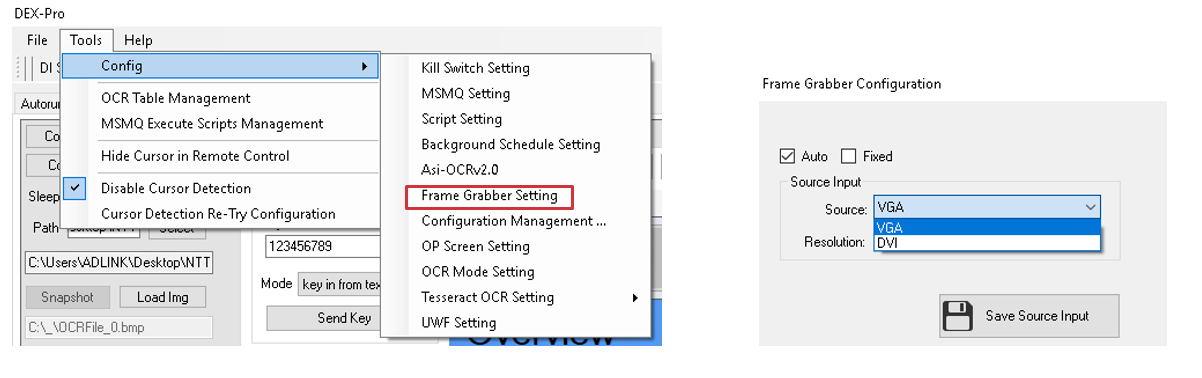 DEX-Pro
File Tools Help
DI S
Config
OCR Table Management
MSMQ Execute Scripts Management
Hide Cursor in Remote Control
Disable Cursor Detection
Cursor Detection Re-Try Configuration
Kill Switch Setting
MSMQ Setting
Script Setting
Background Schedule Setting
Asi-OCRv2.0
Frame Grabber Setting
Configuration Management ...
OP Screen Setting
OCR Mode Setting
Tesseract OCR Setting
UWF Setting
Autorun
Co
Co
Sleep
Path
Select
C:\Users\ADLINK\Desktop\NTT
Snapshot Load Img
C:\_\OCRFile_0.bmp
123456789
Mode key in from tex
Send Key
Overview
Frame Grabber Configuration
Auto Fixed
Source Input
Source: VGA
VGA
Resolution: DVI
Save Source Input